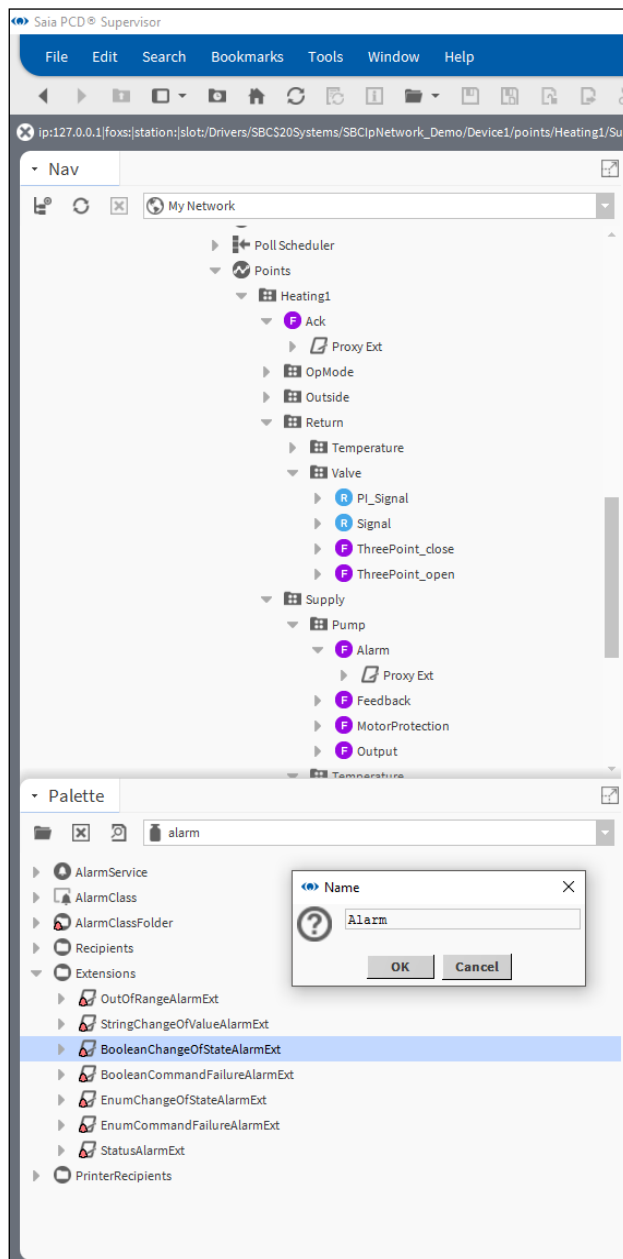 Saia PCD® Supervisor
File Edit Search Bookmarks Tools Window Help
ip:127.0.0.1|foxs:|station:|slot:/Drivers/SBC$20Systems/SBCIpNetwork_Demo/Device1/points/Heating1/Su
Nav
My Network
Poll Scheduler
Points
Heating1
F Ack
Proxy Ext
OpMode
Outside
Return
Temperature
Valve
R PI_Signal
R Signal
F ThreePoint_close
F ThreePoint_open
Supply
Pump
F Alarm
Proxy Ext
F Feedback
F MotorProtection
F Output
Temperature
Palette
alarm
AlarmService
AlarmClass
AlarmClassFolder
Recipients
Extensions
OutOfRangeAlarmExt
StringChangeOfValueAlarmExt
BooleanChangeOfStateAlarmExt
BooleanCommandFailureAlarmExt
EnumChangeOfStateAlarmExt
EnumCommandFailureAlarmExt
StatusAlarmExt
PrinterRecipients
Name
Alarm
OK Cancel